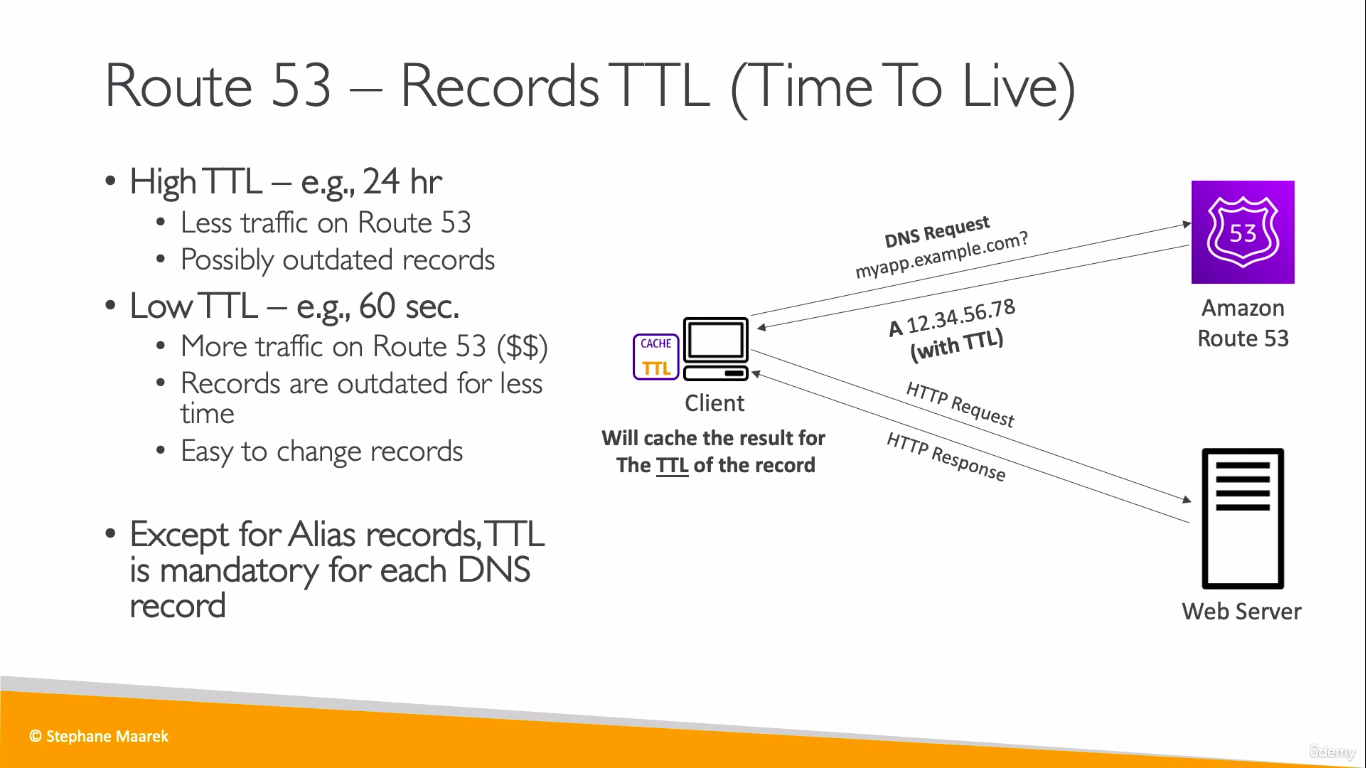 Route 53 – Records TTL (Time To Live)
• High TTL – e.g., 24 hr
• Less traffic on Route 53
• Possibly outdated records
• Low TTL – e.g., 60 sec.
• More traffic on Route 53 ($$)
• Records are outdated for less
time
• Easy to change records
• Except for Alias records, TTL
is mandatory for each DNS
record
DNS Request
myapp.example.com?
53
Amazon
Route 53
A 12.34.56.78
(with TTL)
CACHE
TTL
Client
Will cache the result for
The TTL of the record
HTTP Request
HTTP Response
Web Server
© Stephane Maarek
ûdemy